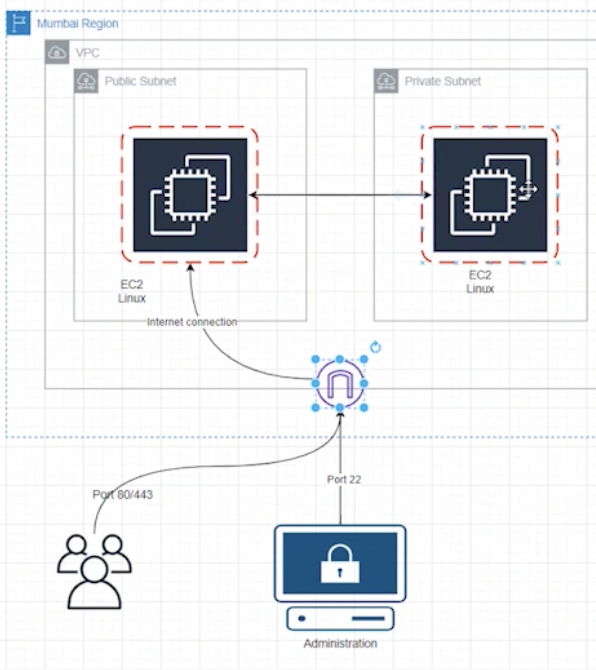 Mumbai Region
VPC
Public Subnet
Private Subnet
EC2
Linux
EC2
Linux
Internet connection
Port 80/443
Port 22
Administration